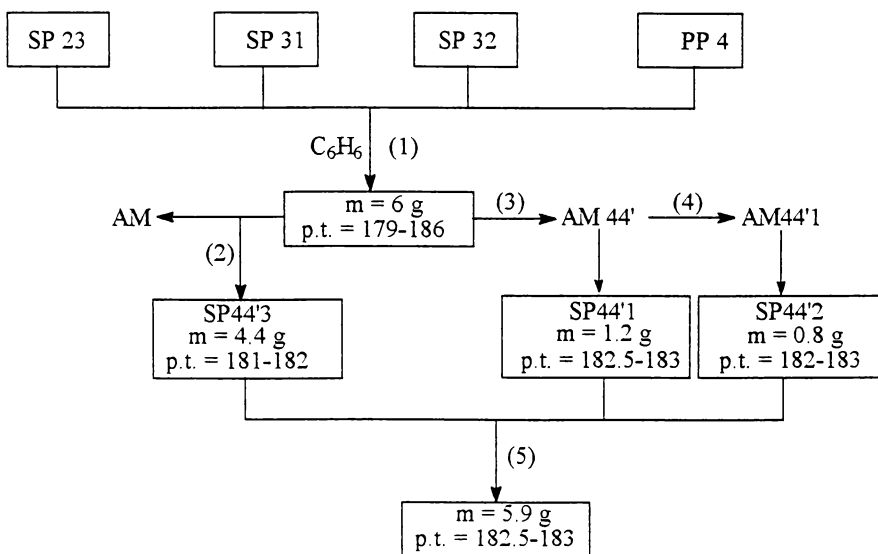 SP 23 SP 31 SP 32 PP 4
C₆H₆ (1)
AM m = 6 g (3) AM 44' (4) AM44'1
p.t. = 179-186
(2)
SP44'3 SP44'1 SP44'2
m = 4.4 g m = 1.2 g m = 0.8 g
p.t. = 181-182 p.t. = 182.5-183 p.t. = 182-183
(5)
m = 5.9 g
p.t. = 182.5-183